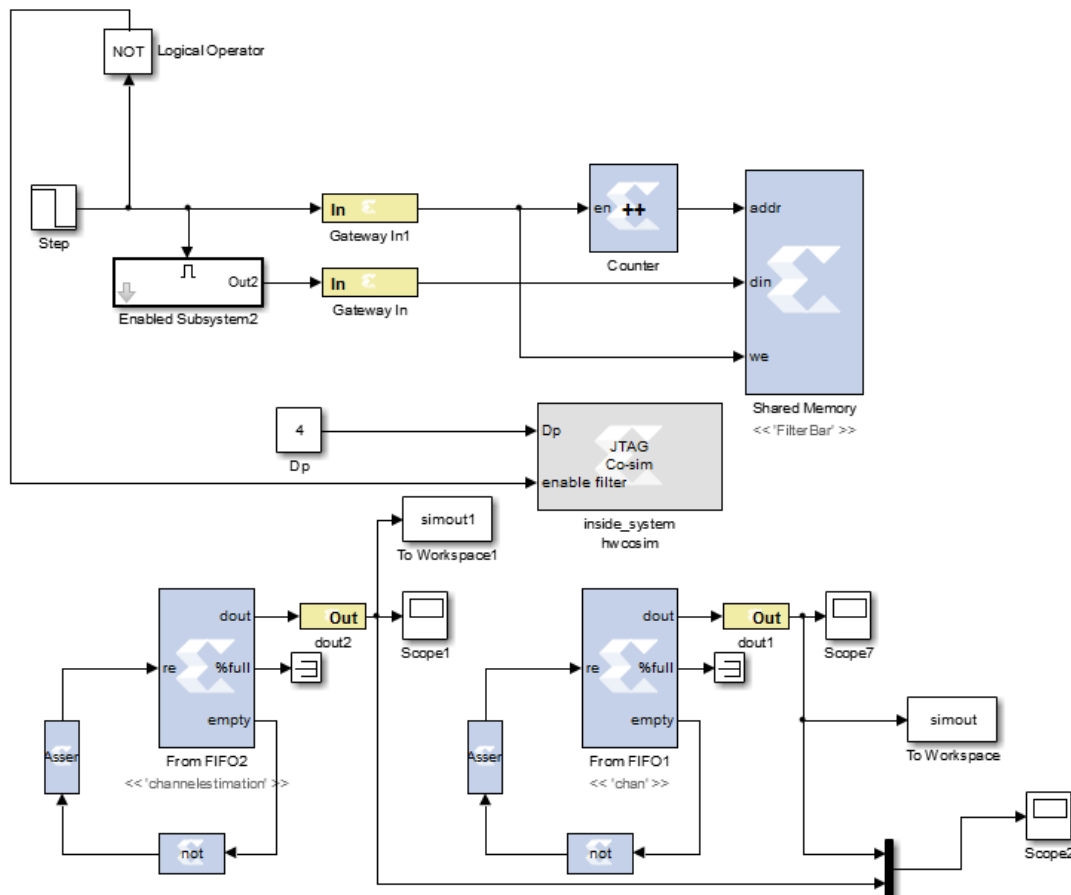 NOT
Logical Operator
Step
Out2
Enabled Subsystem2
In
Gateway In1
In
Gateway In
en
++
Counter
addr
din
we
Shared Memory
<< 'FilterBar' >>
4
Dp
Dp
JTAG
Co-sim
enable filter
inside_system
hwcosim
simout1
To Workspace1
dout
re
%full
empty
From FIFO2
<< 'channelestimation' >>
Out
dout2
Scope1
Asser
not
dout
re
%full
empty
From FIFO1
<< 'chan' >>
Out
dout1
Scope7
Asser
not
simout
To Workspace
Scope2